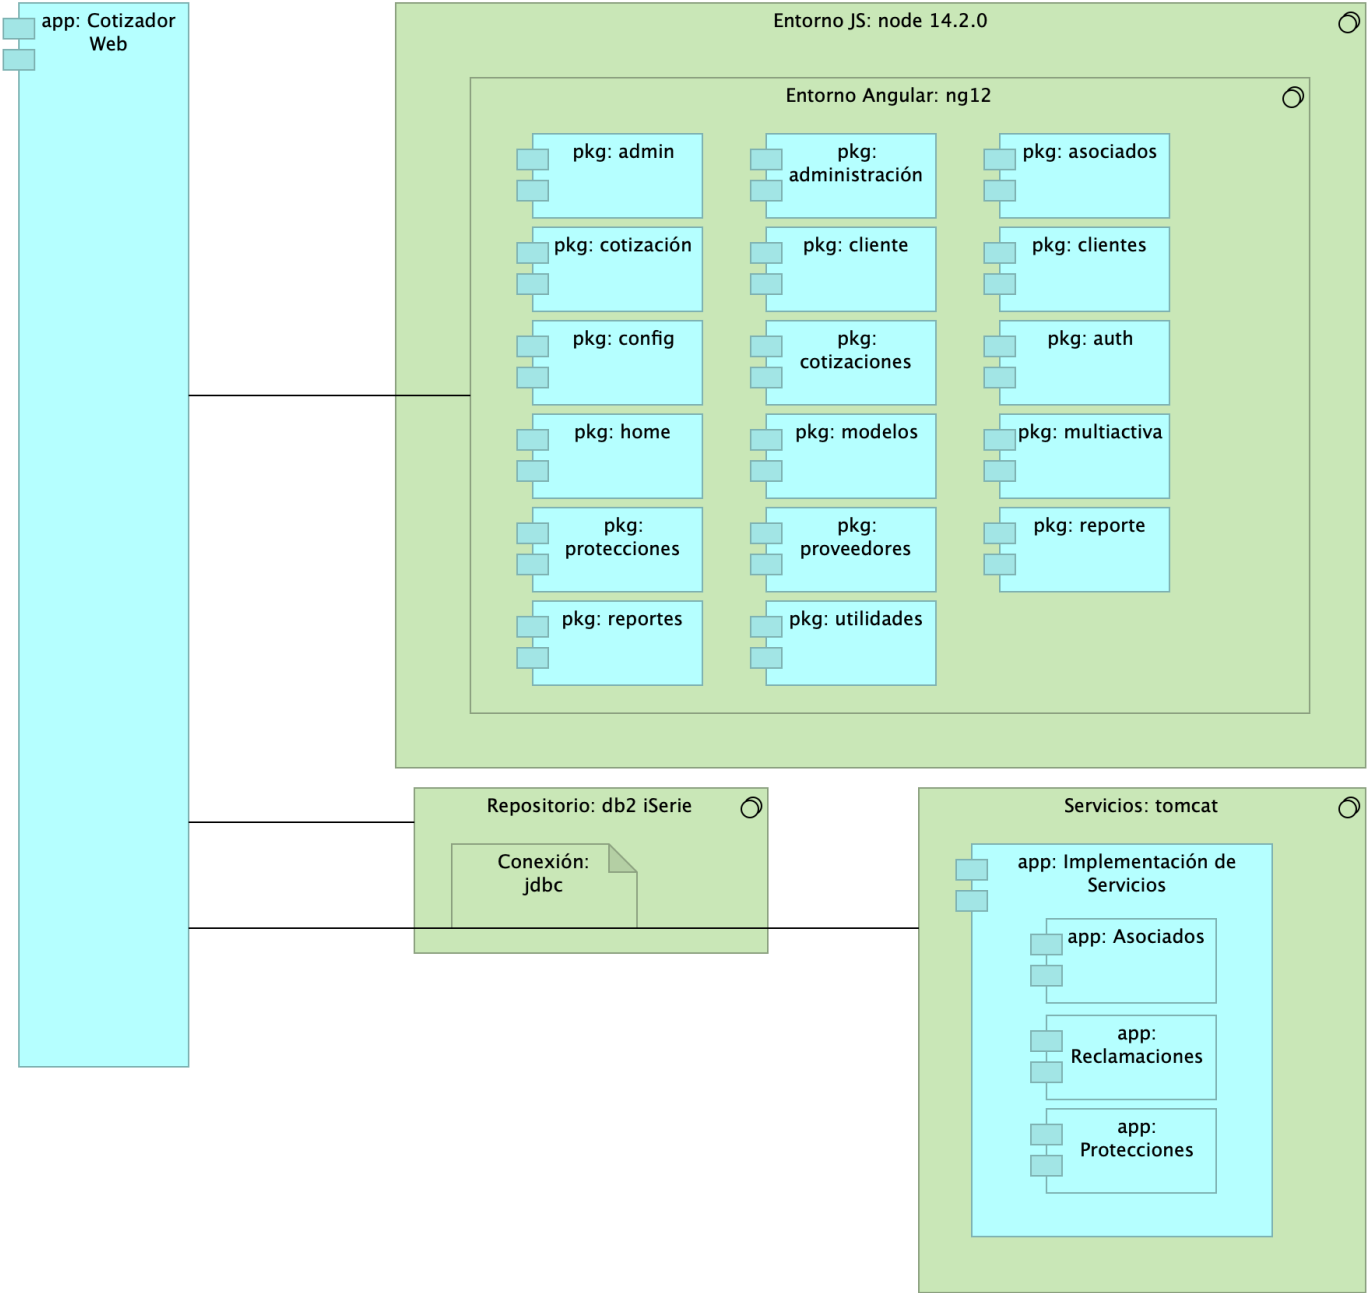 app: Cotizador
Web
Entorno JS: node 14.2.0
Entorno Angular: ng12
pkg: admin
pkg:
administración
pkg: asociados
pkg: cotización
pkg: cliente
pkg: clientes
pkg: config
pkg:
cotizaciones
pkg: auth
pkg: home
pkg: modelos
pkg: multiactiva
pkg:
protecciones
pkg:
proveedores
pkg: reporte
pkg: reportes
pkg: utilidades
Repositorio: db2 iSerie
Conexión:
jdbc
Servicios: tomcat
app: Implementación de
Servicios
app: Asociados
app:
Reclamaciones
app:
Protecciones